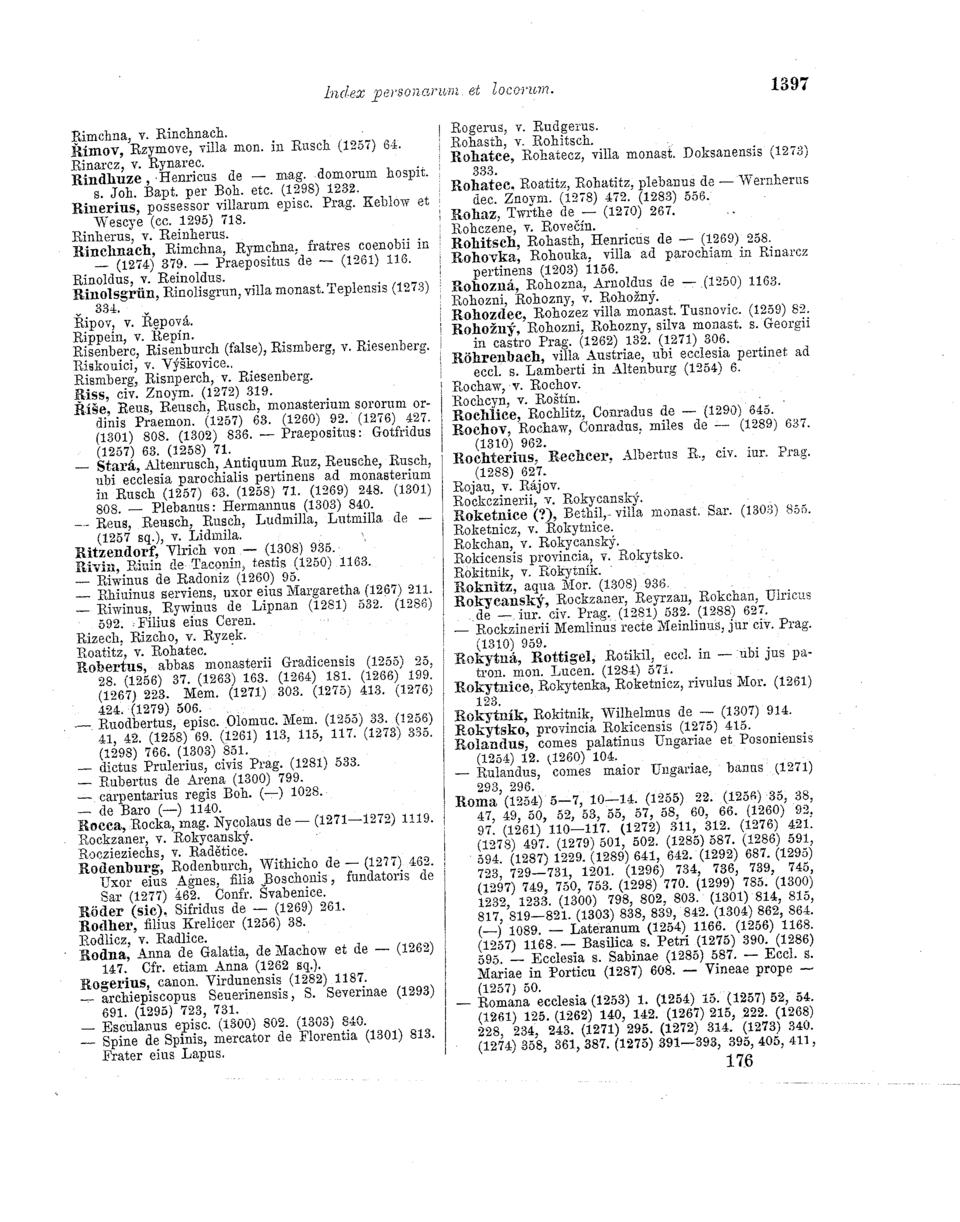 Index personarum et locorum.
1397
Rimchna, v. Rinchnach.
Římov, Rzymove, villa mon. in Rusch (1257) 64.
Rinarcz, v. Rynarec.
Rindhuze, Henricus de — mag. domorum hospit.
s. Joh. Bapt. per Boh. etc. (1298) 1232.
Rinerius, possessor villarum episc. Prag. Keblow et
Wescye (cc. 1295) 718.
Rinherus, v. Reinherus.
Rinchnach, Rimchna, Rymchna, fratres coenobii in
— (1274) 379. — Praepositus de — (1261) 116.
Rinoldus, v. Reinoldus.
Rinolsgrün, Rinolisgrun, villa monast. Teplensis (1273)
334.
Řipov, v. Řepová.
Rippein, v. Repín.
Risenberc, Risenburch (false), Rismberg, v. Riesenberg.
Riskouici, v. Výškovice..
Rismberg, Risnperch, v. Riesenberg.
Riss, civ. Znoym. (1272) 319.
Říše, Reus, Reusch, Rusch, monasterium sororum or-
dinis Praemon. (1257) 63. (1260) 92. (1276) 427.
(1301) 808. (1302) 836. — Praepositus: Gotfridus
(1257) 63. (1258) 71.
— Stará, Altenrusch, Antiquum Ruz, Reusche, Rusch,
ubi ecclesia parochialis pertinens ad monasterium
in Rusch (1257) 63. (1258) 71. (1269) 248. (1301)
808. — Plebanus: Hermannus (1303) 840.
— Reus, Reusch, Rusch, Ludmilla, Lutmilla de —
(1257 sq.), v. Lidmila.
Ritzendorf, Vlrich von — (1308) 935.
Rivin, Riuin de Taconin, testis (1250) 1163.
— Riwinus de Radoniz (1260) 95.
— Rhiuinus serviens, uxor eius Margaretha (1267) 211.
— Riwinus, Rywinus de Lipnan (1281) 532. (1286)
592. Filius eius Ceren.
Rizech, Rizcho, v. Ryzek.
Roatitz, v. Rohatec.
Robertus, abbas monasterii Gradicensis (1255) 25,
28. (1256) 37. (1263) 163. (1264) 181. (1266) 199.
(1267) 223. Mem. (1271) 303. (1275) 413. (1276)
424. (1279) 506.
— Ruodbertus, episc. Olomuc. Mem. (1255) 33. (1256)
41, 42. (1258) 69. (1261) 113, 115, 117. (1273) 335.
(1298) 766. (1303) 851.
— dictus Prulerius, civis Prag. (1281) 533.
— Rubertus de Arena (1300) 799.
— carpentarius regis Boh. (—) 1028.
— de Baro (—) 1140.
Rocca, Rocka, mag. Nycolaus de — (1271—1272) 1119.
Rockzaner, v. Rokycanský.
Roczieziechs, v. Radětice.
Rodenburg, Rodenburch, Withicho de — (1277) 462.
Uxor eius Agnes, filia Boschonis, fundatoris de
Sar (1277) 462. Confr. Švabenice.
Röder (sic), Sifridus de — (1269) 261.
Rodher, filius Krelicer (1256) 38.
Rodlicz, v. Radlice.
Rodna, Anna de Galatia, de Machow et de — (1262)
147. Cfr. etiam Anna (1262 sq.).
Rogerius, canon. Virdunensis (1282) 1187.
— archiepiscopus Seuerinensis, S. Severinae (1293)
691. (1295) 723, 731.
— Esculanus episc. (1300) 802. (1303) 840.
— Spine de Spinis, mercator de Florentia (1301) 813.
Frater eius Lapus.
Rogerus, v. Rudgerus.
Rohasth, v. Rohitsch.
Rohatce, Rohatecz, villa monast. Doksanensis (1273)
333.
Rohatec, Roatitz, Rohatitz, plebanus de — Wernherus
dec. Znoym. (1278) 472. (1283) 556.
Rohaz, Twrthe de — (1270) 267.
Rohczene, v. Rovečín.
Rohitsch, Rohasth, Henricus de — (1269) 258.
Rohovka, Rohouka, villa ad parochiam in Rinarcz
pertinens (1203) 1156.
Rohozná, Rohozna, Arnoldus de — (1250) 1163.
Rohozni, Rohozny, v. Rohožný.
Rohozdec, Rohozez villa monast. Tusnovic. (1259) 82.
Rohožný, Rohozni, Rohozny, silva monast. s. Georgii
in castro Prag. (1262) 132. (1271) 306.
Röhrenbach, villa Austriae, ubi ecclesia pertinet ad
eccl. s. Lamberti in Altenburg (1254) 6.
Rochaw, v. Rochov.
Rochcyn, v. Roštín.
Rochlice, Rochlitz, Conradus de — (1290) 645.
Rochov, Rochaw, Conradus, miles de — (1289) 637.
(1310) 962.
Rochterius, Rechcer, Albertus R., civ. iur. Prag.
(1288) 627.
Rojau, v. Rájov.
Rockczinerii, v. Rokycanský.
Roketnice (?), Bethil, villa monast. Sar. (1303) 855.
Roketnicz, v. Rokytnice.
Rokchan, v. Rokycanský.
Rokicensis provincia, v. Rokytsko.
Rokitnik, v. Rokytník.
Roknitz, aqua Mor. (1308) 936.
Rokycanský, Rockzaner, Reyrzan, Rokchan, Ulricus
de — iur. civ. Prag. (1281) 532. (1288) 627.
— Rockzinerii Memlinus recte Meinlinus, jur civ. Prag.
(1310) 959.
Rokytná, Rottigel, Rotikil, eccl. in — ubi jus pa-
tron. mon. Lucen. (1284) 571.
Rokytnice, Rokytenka, Roketnicz, rivulus Mor. (1261)
123.
Rokytník, Rokitnik, Wilhelmus de — (1307) 914.
Rokytsko, provincia Rokicensis (1275) 415.
Rolandus, comes palatinus Ungariae et Posoniensis
(1254) 12. (1260) 104.
— Rulandus, comes maior Ungariae, banus (1271)
293, 296.
Roma (1254) 5—7, 10—14. (1255) 22. (1256) 35, 38,
47, 49, 50, 52, 53, 55, 57, 58, 60, 66. (1260) 92,
97. (1261) 110—117. (1272) 311, 312. (1276) 421.
(1278) 497. (1279) 501, 502. (1285) 587. (1286) 591,
594. (1287) 1229. (1289) 641, 642. (1292) 687. (1295)
723, 729—731, 1201. (1296) 734, 736, 739, 745,
(1297) 749, 750, 753. (1298) 770. (1299) 785. (1300)
1232, 1233. (1300) 798, 802, 803. (1301) 814, 815,
817, 819—821. (1303) 838, 839, 842. (1304) 862, 864.
(—) 1089. — Lateranum (1254) 1166. (1256) 1168.
(1257) 1168. — Basilica s. Petri (1275) 390. (1286)
595. — Ecclesia s. Sabinae (1285) 587. — Eccl. s.
Mariae in Porticu (1287) 608. — Vineae prope —
(1257) 50.
— Romana ecclesia (1253) 1. (1254) 15. (1257) 52, 54.
(1261) 125. (1262) 140, 142. (1267) 215, 222. (1268)
228, 234, 243. (1271) 295. (1272) 314. (1273) 340.
(1274) 358, 361, 387. (1275) 391—393, 395, 405, 411,
176